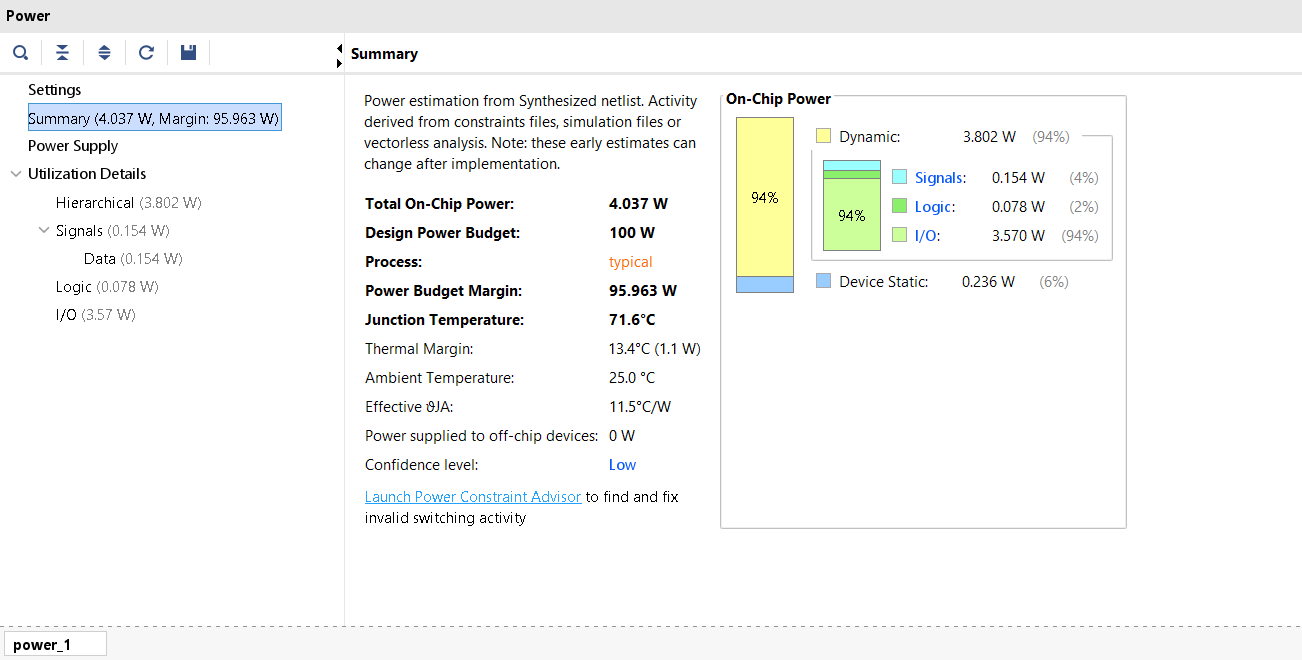 Power
Summary
Settings
Summary (4.037 W, Margin: 95.963 W)
Power Supply
Utilization Details
Hierarchical (3.802 W)
Signals (0.154 W)
Data (0.154 W)
Logic (0.078 W)
I/O (3.57 W)
Power estimation from Synthesized netlist. Activity
derived from constraints files, simulation files or
vectorless analysis. Note: these early estimates can
change after implementation.
Total On-Chip Power: 4.037 W
Design Power Budget: 100 W
Process: typical
Power Budget Margin: 95.963 W
Junction Temperature: 71.6°C
Thermal Margin: 13.4°C (1.1 W)
Ambient Temperature: 25.0 °C
Effective ϑJA: 11.5°C/W
Power supplied to off-chip devices: 0 W
Confidence level: Low
Launch Power Constraint Advisor to find and fix
invalid switching activity
On-Chip Power
94%
Dynamic: 3.802 W (94%)
94%
Signals: 0.154 W (4%)
Logic: 0.078 W (2%)
I/O: 3.570 W (94%)
Device Static: 0.236 W (6%)
power_1